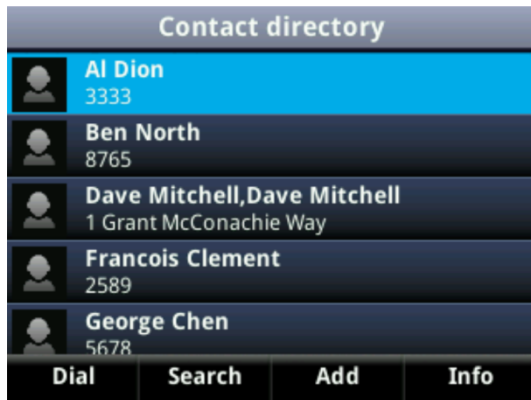 Contact directory
Al Dion
3333
Ben North
8765
Dave Mitchell,Dave Mitchell
1 Grant McConachie Way
Francois Clement
2589
George Chen
5678
Dial Search Add Info